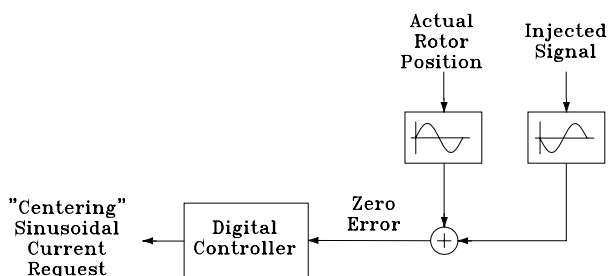 Actual
Rotor
Position
Injected
Signal
"Centering"
Sinusoidal
Current
Request
Digital
Controller
Zero
Error
+